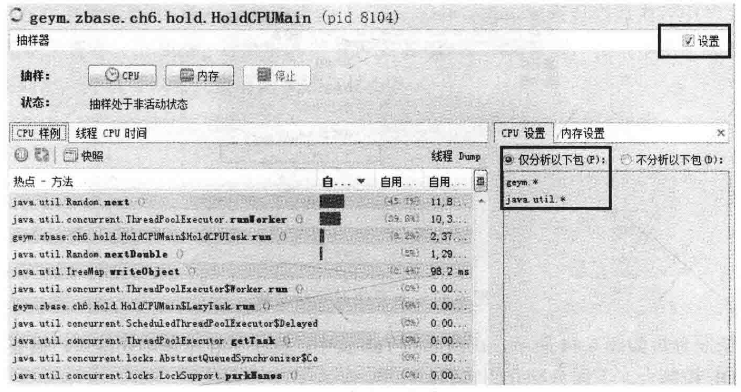 geym.zbase.ch6.hold.HoldCPUMain (pid 8104)
抽样器 设置
抽样: CPU 内存 停止
状态: 抽样处于非活动状态
CPU 样例 线程 CPU 时间
快照 线程 Dump
热点 - 方法 自... 自用... 自用...
java.util.Random.next () 11,8...
java.util.concurrent.ThreadPoolExecutor.runWorker () 10,3...
geym.zbase.ch6.hold.HoldCPUMain$HoldCPUTask.run () 2,37...
java.util.Random.nextDouble () (5%) 1,29...
java.util.TreeMap.writeObject () 98.2 ms
java.util.concurrent.ThreadPoolExecutor$Worker.run () (0%) 0.00...
geym.zbase.ch6.hold.HoldCPUMain$LazyTask.run () (0%) 0.00...
java.util.concurrent.ScheduledThreadPoolExecutor$Delayed (0%) 0.00...
java.util.concurrent.ThreadPoolExecutor.getTask () (0%) 0.00...
java.util.concurrent.locks.AbstractQueuedSynchronizer$Co (0%) 0.00...
java.util.concurrent.locks.LockSupport.parkNanos () (0%) 0.00...
CPU 设置 内存设置 ×
仅分析以下包(P): 不分析以下包(D):
geym.*
java.util.*